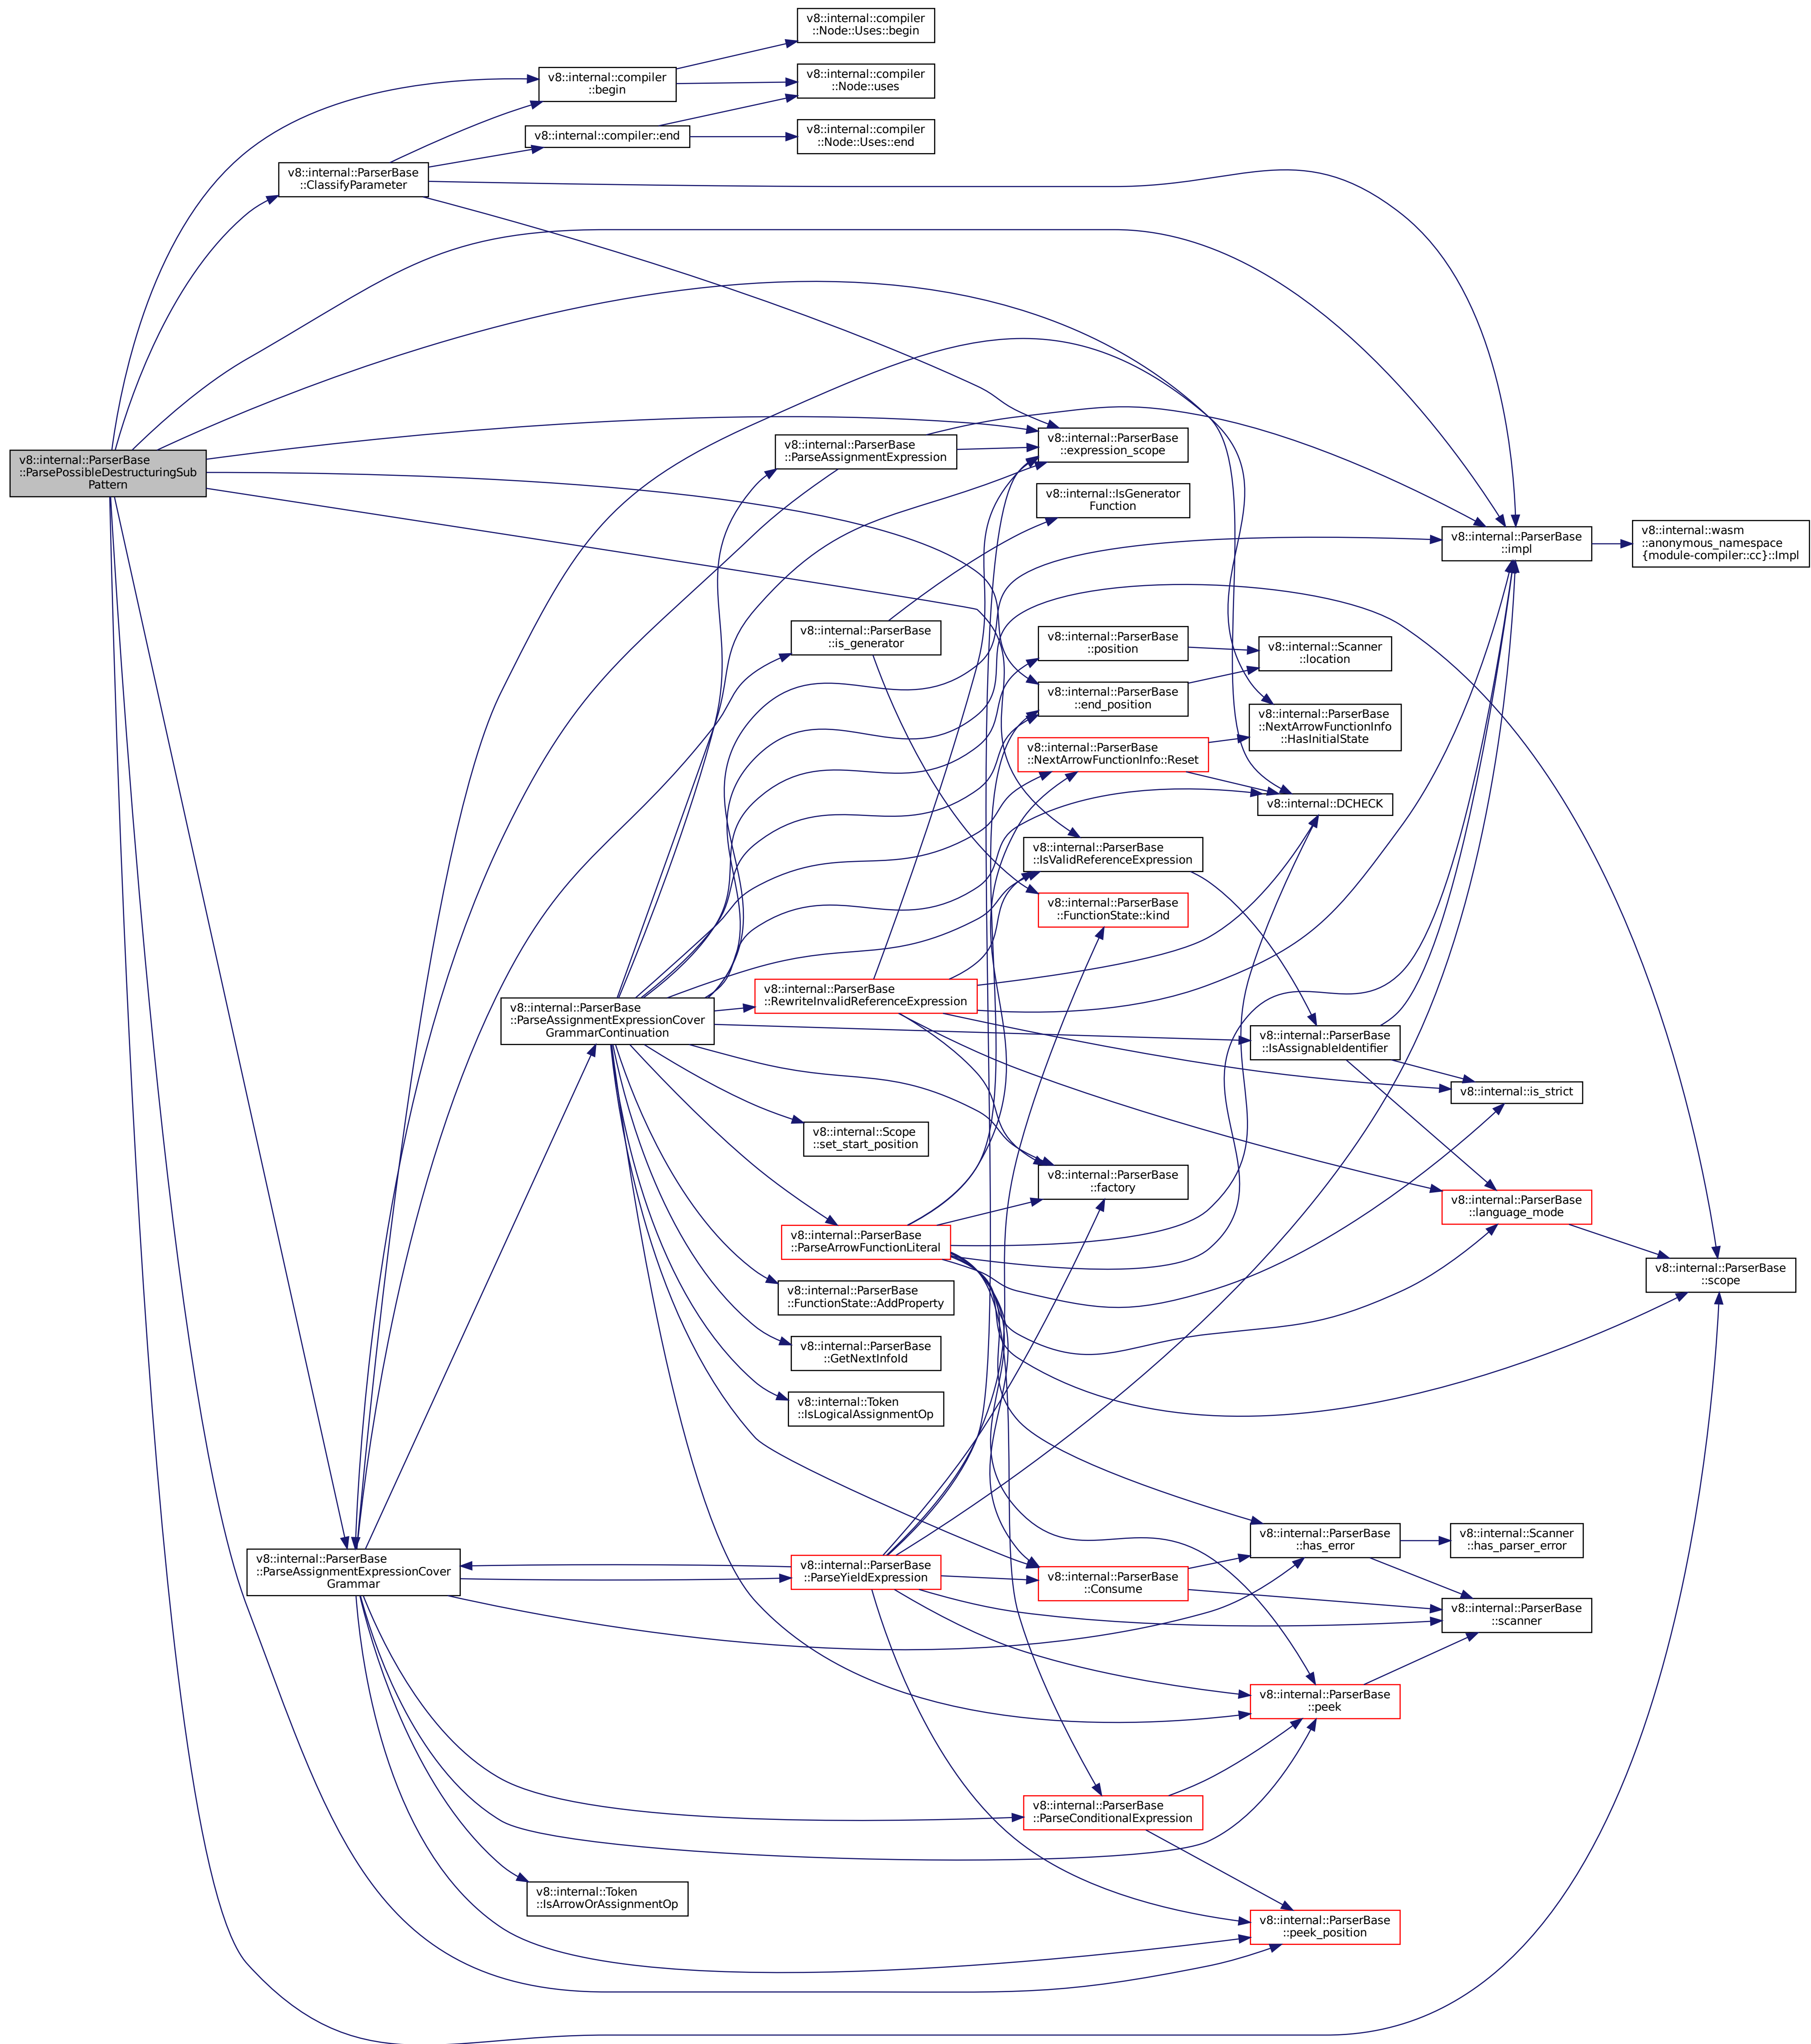 v8::internal::compiler
::Node::Uses::begin
v8::internal::compiler
::begin
v8::internal::compiler
::Node::uses
v8::internal::compiler::end
v8::internal::compiler
::Node::Uses::end
v8::internal::ParserBase
::ClassifyParameter
v8::internal::ParserBase
::ParsePossibleDestructuringSub
Pattern
v8::internal::ParserBase
::ParseAssignmentExpression
v8::internal::ParserBase
::expression_scope
v8::internal::IsGenerator
Function
v8::internal::ParserBase
::impl
v8::internal::wasm
::anonymous_namespace
{module-compiler::cc}::Impl
v8::internal::ParserBase
::is_generator
v8::internal::ParserBase
::position
v8::internal::Scanner
::location
v8::internal::ParserBase
::end_position
v8::internal::ParserBase
::NextArrowFunctionInfo
::HasInitialState
v8::internal::ParserBase
::NextArrowFunctionInfo::Reset
v8::internal::DCHECK
v8::internal::ParserBase
::IsValidReferenceExpression
v8::internal::ParserBase
::FunctionState::kind
v8::internal::ParserBase
::RewriteInvalidReferenceExpression
v8::internal::ParserBase
::ParseAssignmentExpressionCover
GrammarContinuation
v8::internal::ParserBase
::IsAssignableIdentifier
v8::internal::is_strict
v8::internal::Scope
::set_start_position
v8::internal::ParserBase
::factory
v8::internal::ParserBase
::language_mode
v8::internal::ParserBase
::ParseArrowFunctionLiteral
v8::internal::ParserBase
::scope
v8::internal::ParserBase
::FunctionState::AddProperty
v8::internal::ParserBase
::GetNextInfoId
v8::internal::Token
::IsLogicalAssignmentOp
v8::internal::ParserBase
::has_error
v8::internal::Scanner
::has_parser_error
v8::internal::ParserBase
::ParseAssignmentExpressionCover
Grammar
v8::internal::ParserBase
::ParseYieldExpression
v8::internal::ParserBase
::Consume
v8::internal::ParserBase
::scanner
v8::internal::ParserBase
::peek
v8::internal::ParserBase
::ParseConditionalExpression
v8::internal::Token
::IsArrowOrAssignmentOp
v8::internal::ParserBase
::peek_position